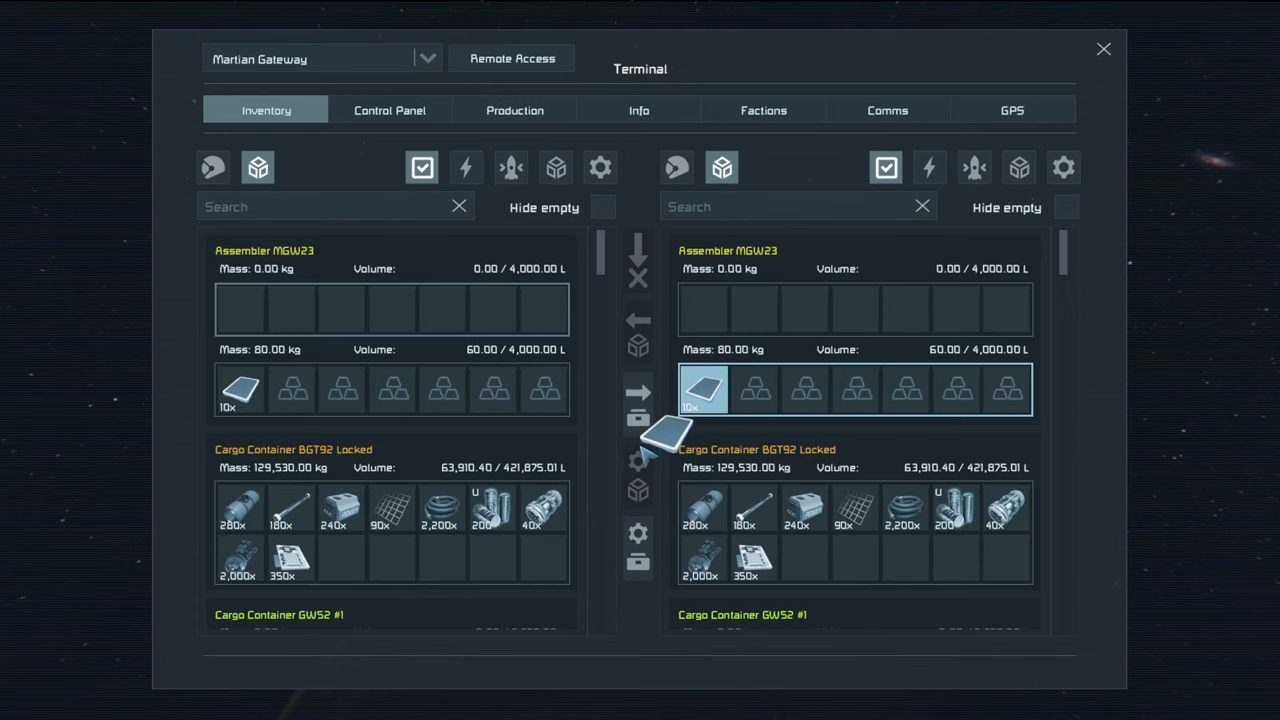 Martian Gateway
Remote Access
Terminal
Inventory
Control Panel
Production
Info
Factions
Comms
GPS
Search
Hide empty
Search
Hide empty
Assembler MGW23
Mass: 0.00 kg Volume: 0.00 / 4,000.00 L
Mass: 80.00 kg Volume: 60.00 / 4,000.00 L
10x
Cargo Container BGT92 Locked
Mass: 129,530.00 kg 63,910.40 / 421,875.01 L
280x 180x 240x 90x 2,200x U 200 40x
2,000x 350x
Cargo Container GW52 #1
Assembler MGW23
Mass: 0.00 kg Volume: 0.00 / 4,000.00 L
Mass: 80.00 kg Volume: 60.00 / 4,000.00 L
10x
Cargo Container BGT92 Locked
Mass: 129,530.00 kg 63,910.40 / 421,875.01 L
280x 180x 240x 90x 2,200x U 200 40x
2,000x 350x
Cargo Container GW52 #1